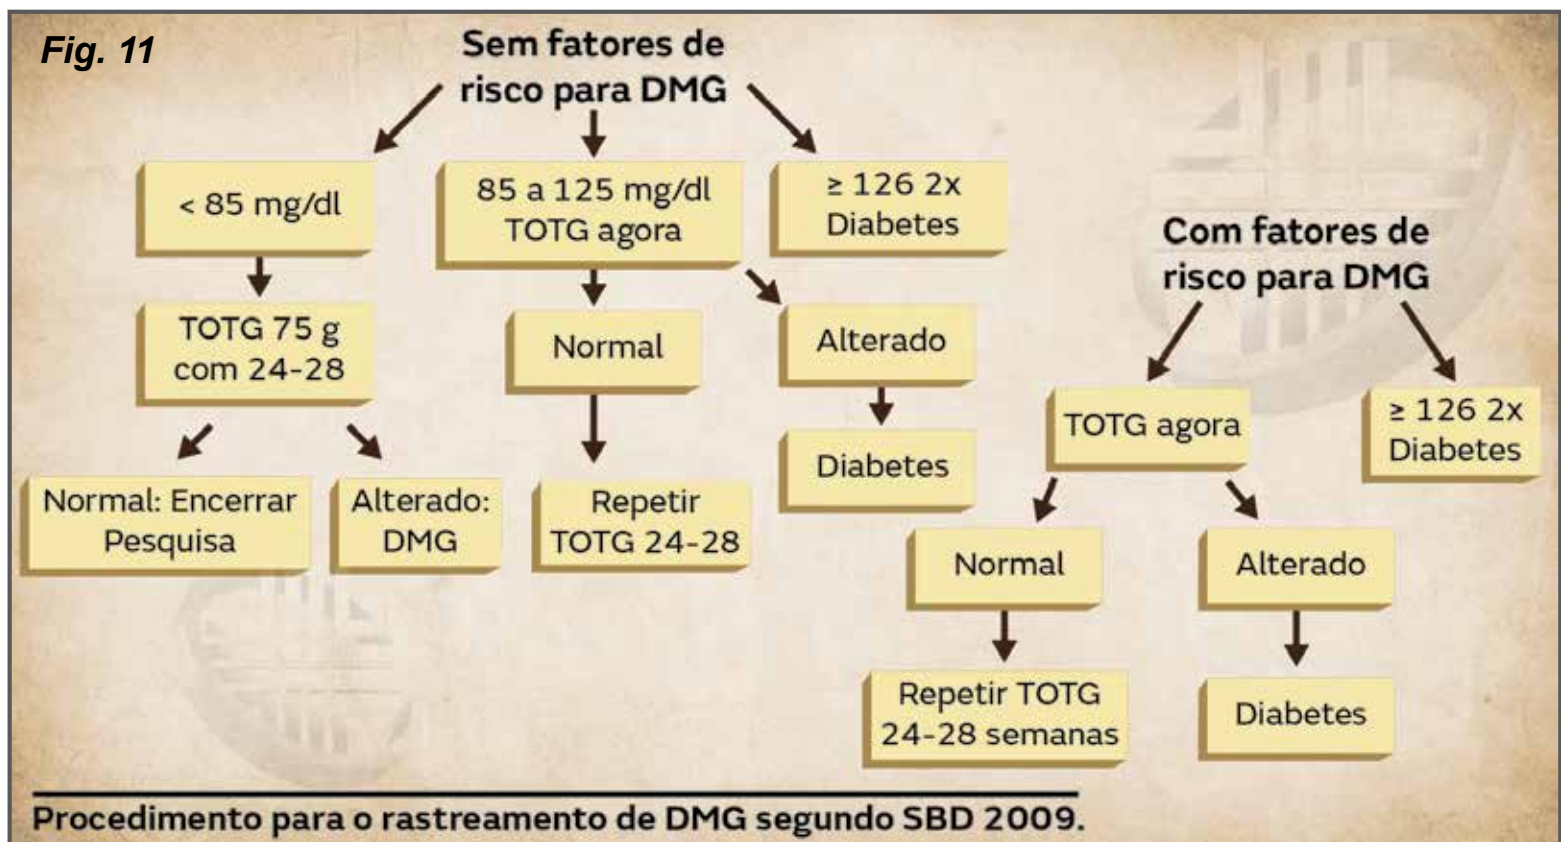 Fig. 11
Sem fatores de
risco para DMG
< 85 mg/dl
85 a 125 mg/dl
TOTG agora
≥ 126 2x
Diabetes
TOTG 75 g
com 24-28
Normal
Alterado
Normal: Encerrar
Pesquisa
Alterado:
DMG
Repetir
TOTG 24-28
Diabetes
Com fatores de
risco para DMG
TOTG agora
≥ 126 2x
Diabetes
Normal
Alterado
Repetir TOTG
24-28 semanas
Diabetes
Procedimento para o rastreamento de DMG segundo SBD 2009.